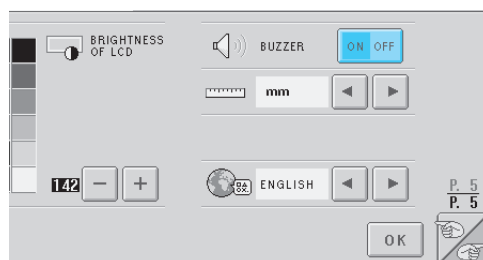 BRIGHTNESS
OF LCD
142
− +
BUZZER
ON OFF
mm
ENGLISH
P. 5
P. 5
OK